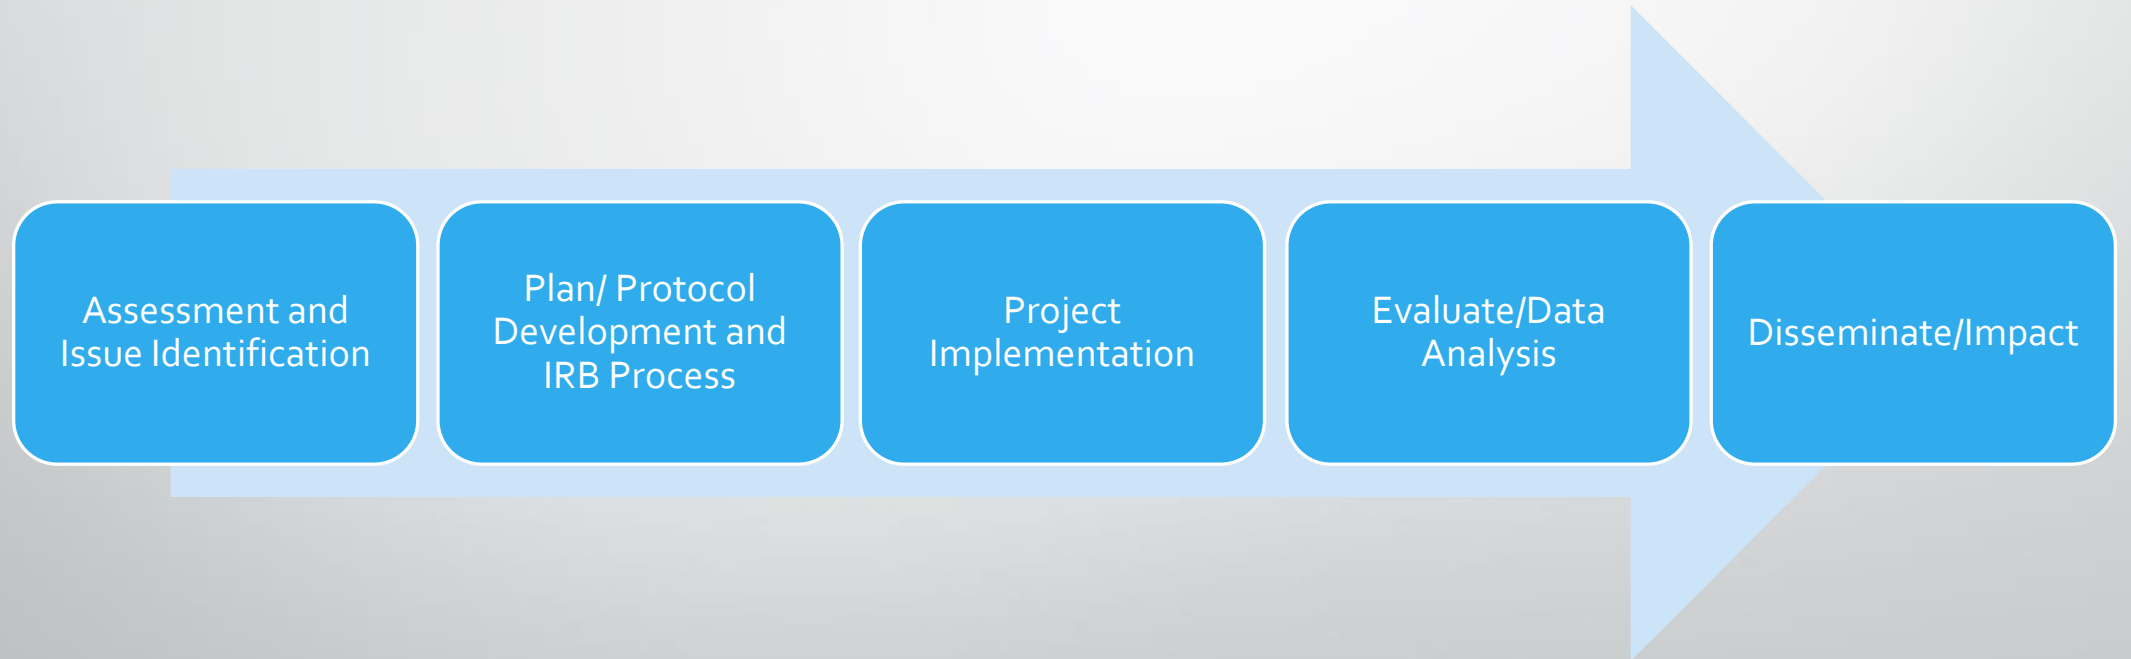 Assessment and
Issue Identification
Plan/ Protocol
Development and
IRB Process
Project
Implementation
Evaluate/Data
Analysis
Disseminate/Impact